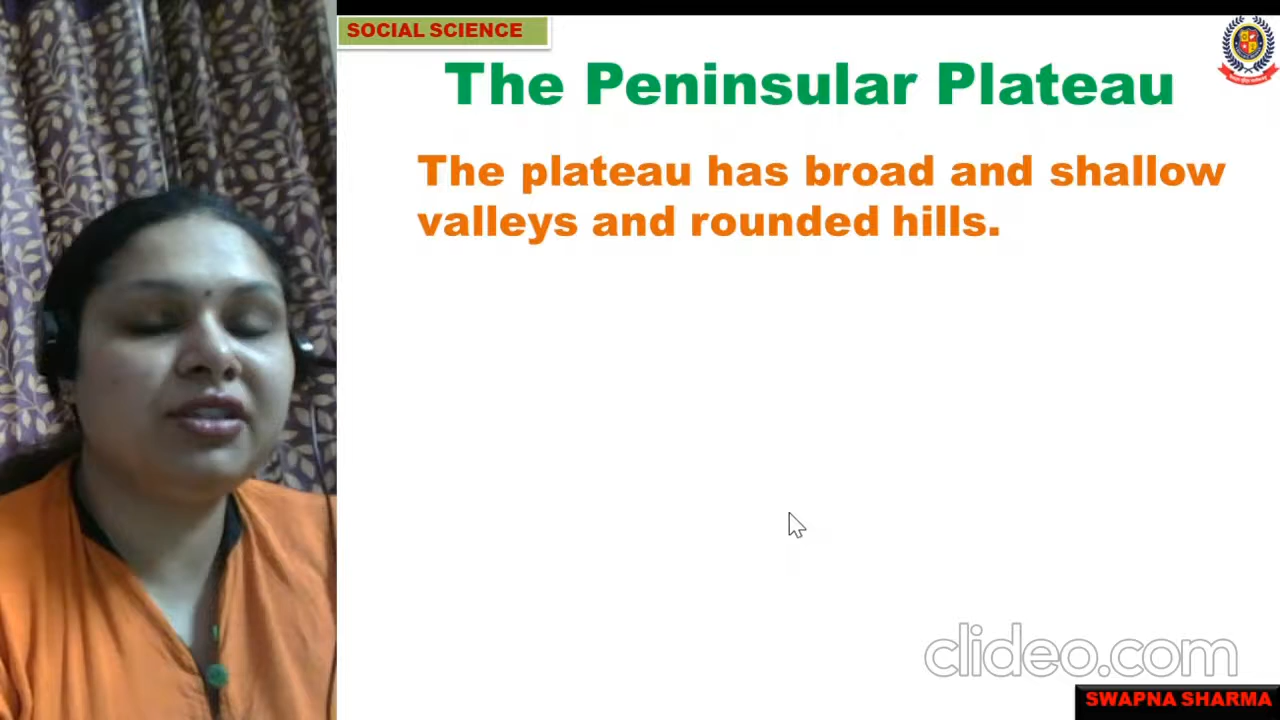 SOCIAL SCIENCE
The Peninsular Plateau
The plateau has broad and shallow
valleys and rounded hills.
clideo.com
SWAPNA SHARMA